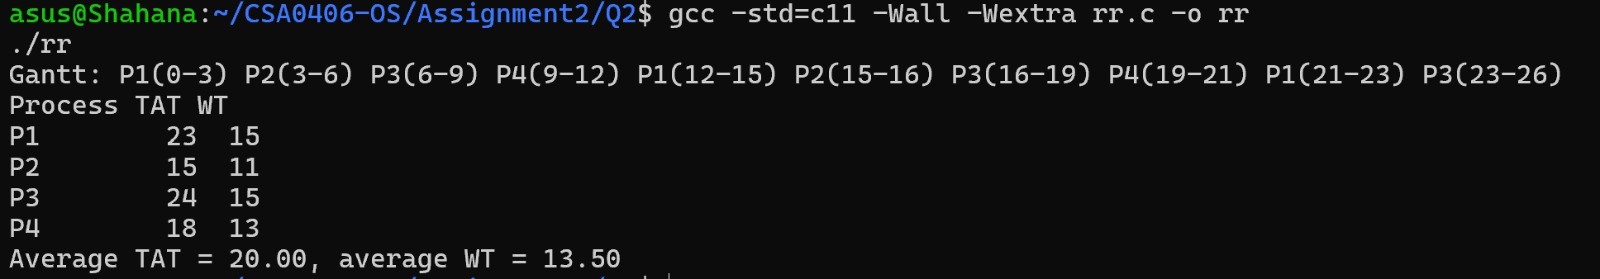 asus@Shahana:~/CSA0406-OS/Assignment2/Q2$ gcc -std=c11 -Wall -Wextra rr.c -o rr
./rr
Gantt: P1(0-3) P2(3-6) P3(6-9) P4(9-12) P1(12-15) P2(15-16) P3(16-19) P4(19-21) P1(21-23) P3(23-26)
Process TAT WT
P1 23 15
P2 15 11
P3 24 15
P4 18 13
Average TAT = 20.00, average WT = 13.50